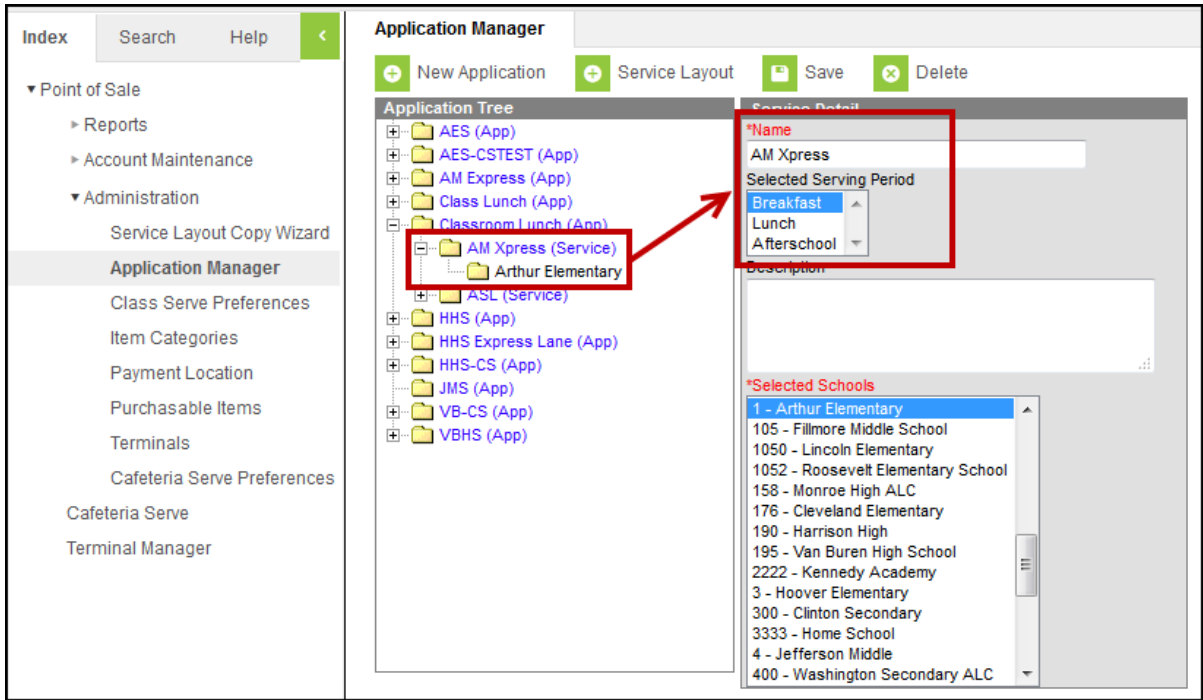 Index Search Help
Application Manager
▾ Point of Sale
▸ Reports
▸ Account Maintenance
▾ Administration
Service Layout Copy Wizard
Application Manager
Class Serve Preferences
Item Categories
Payment Location
Purchasable Items
Terminals
Cafeteria Serve Preferences
Cafeteria Serve
Terminal Manager
New Application Service Layout Save Delete
Application Tree
AES (App)
AES-CSTEST (App)
AM Express (App)
Class Lunch (App)
Classroom Lunch (App)
AM Xpress (Service)
Arthur Elementary
ASL (Service)
HHS (App)
HHS Express Lane (App)
HHS-CS (App)
JMS (App)
VB-CS (App)
VBHS (App)
Service Detail
*Name
AM Xpress
Selected Serving Period
Breakfast
Lunch
Afterschool
Description
*Selected Schools
1 - Arthur Elementary
105 - Fillmore Middle School
1050 - Lincoln Elementary
1052 - Roosevelt Elementary School
158 - Monroe High ALC
176 - Cleveland Elementary
190 - Harrison High
195 - Van Buren High School
2222 - Kennedy Academy
3 - Hoover Elementary
300 - Clinton Secondary
3333 - Home School
4 - Jefferson Middle
400 - Washington Secondary ALC